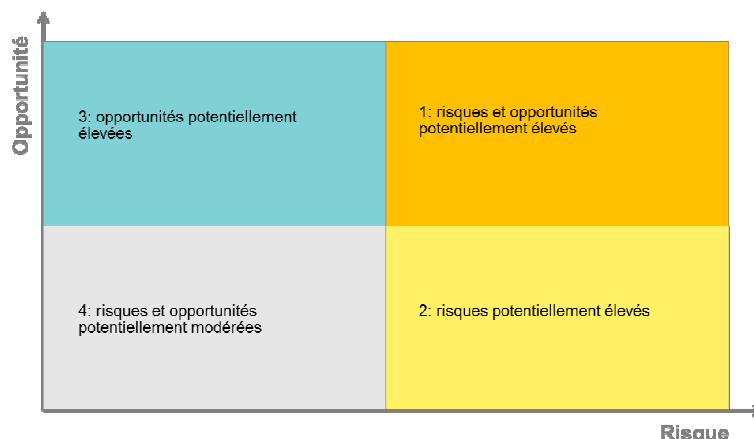 Opportunité
3: opportunités potentiellement
élevées
1: risques et opportunités
potentiellement élevés
4: risques et opportunités
potentiellement modérées
2: risques potentiellement élevés
Risque